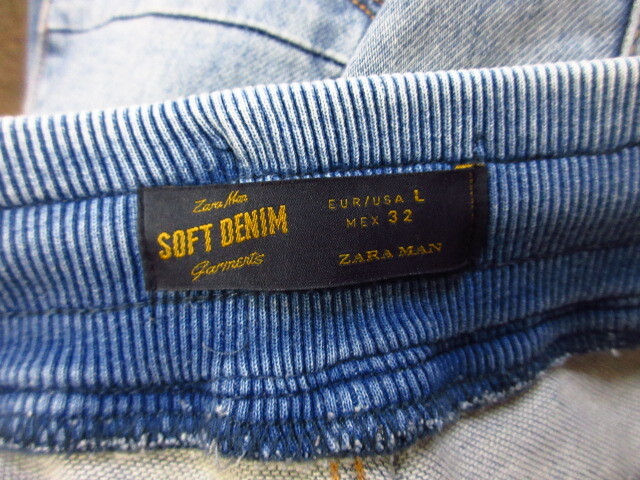 Zara Man
SOFT DENIM
garments
EUR/USA L
MEX 32
ZARA MAN